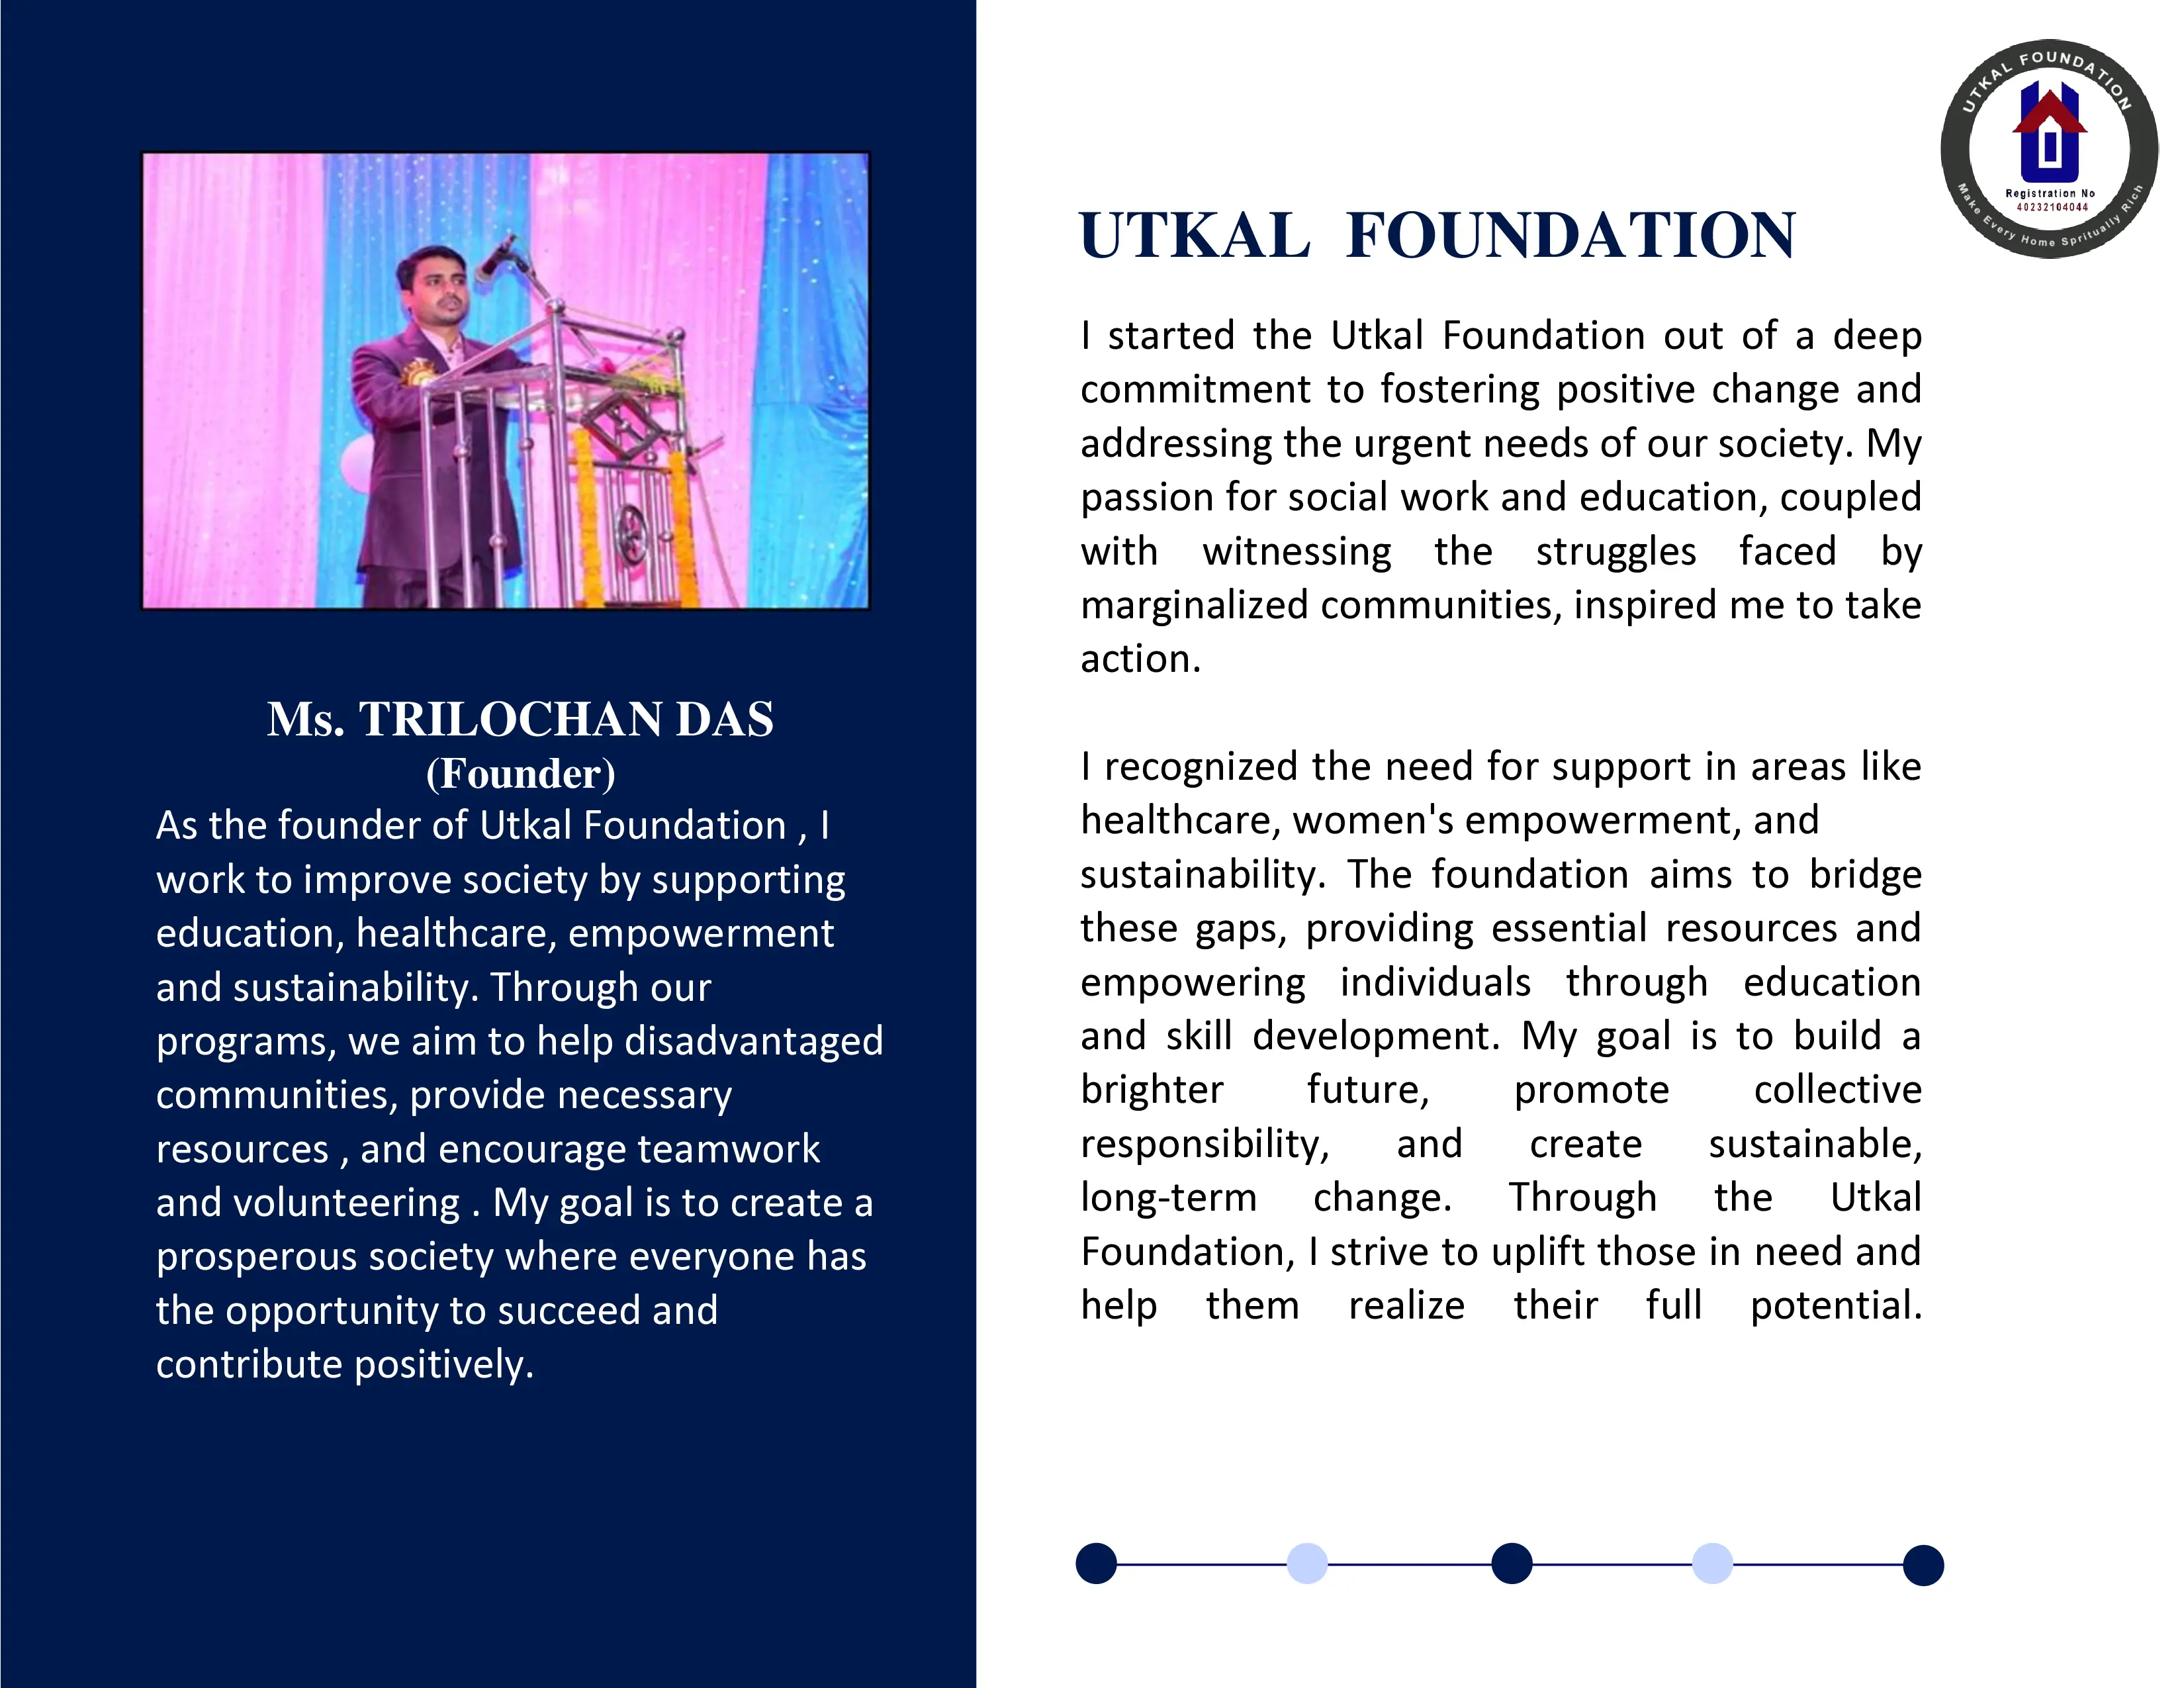 Ms. TRILOCHAN DAS
(Founder)
As the founder of Utkal Foundation , I
work to improve society by supporting
education, healthcare, empowerment
and sustainability. Through our
programs, we aim to help disadvantaged
communities, provide necessary
resources , and encourage teamwork
and volunteering . My goal is to create a
prosperous society where everyone has
the opportunity to succeed and
contribute positively.
UTKAL FOUNDATION
Registration No
40232104044
Make Every Home Spritually Rich
UTKAL FOUNDATION
I started the Utkal Foundation out of a deep
commitment to fostering positive change and
addressing the urgent needs of our society. My
passion for social work and education, coupled
with witnessing the struggles faced by
marginalized communities, inspired me to take
action.
I recognized the need for support in areas like
healthcare, women's empowerment, and
sustainability. The foundation aims to bridge
these gaps, providing essential resources and
empowering individuals through education
and skill development. My goal is to build a
brighter future, promote collective
responsibility, and create sustainable,
long-term change. Through the Utkal
Foundation, I strive to uplift those in need and
help them realize their full potential.